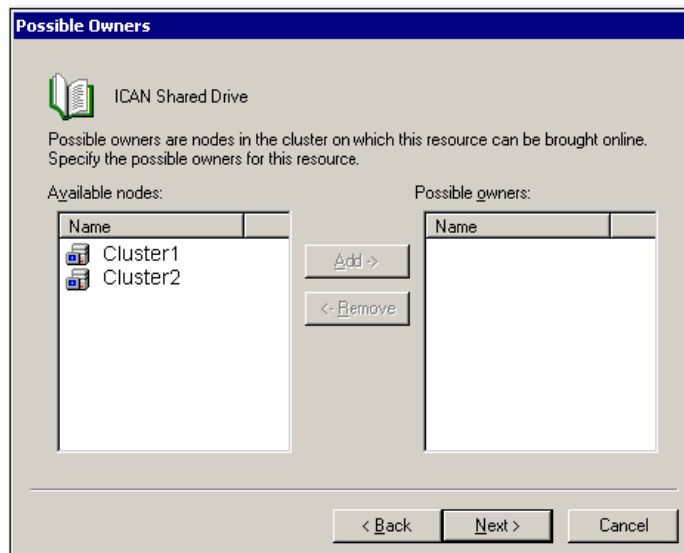 Possible Owners
ICAN Shared Drive
Possible owners are nodes in the cluster on which this resource can be brought online.
Specify the possible owners for this resource.
Available nodes:
Possible owners:
Name
Name
Cluster1
Cluster2
Add ->
<- Remove
< Back
Next >
Cancel